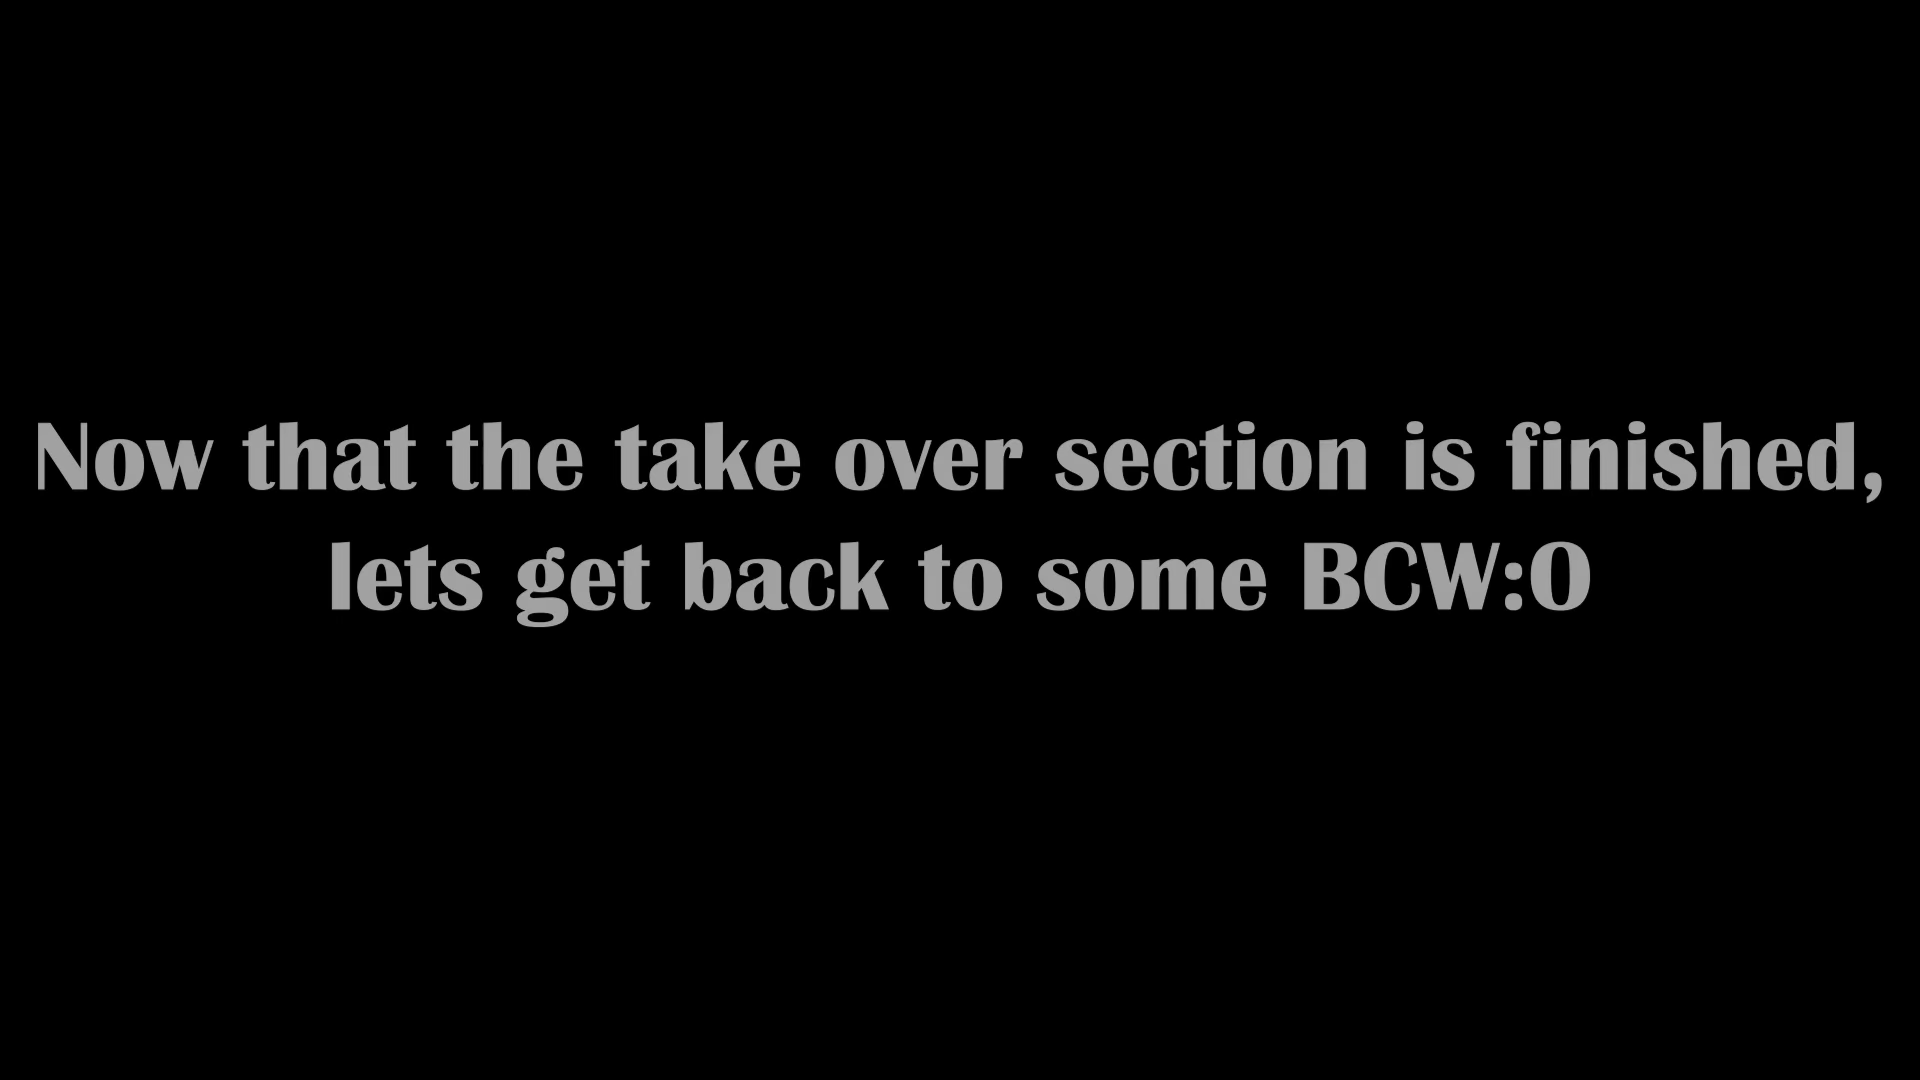 Now that the take over section is finished,
lets get back to some BCW:O